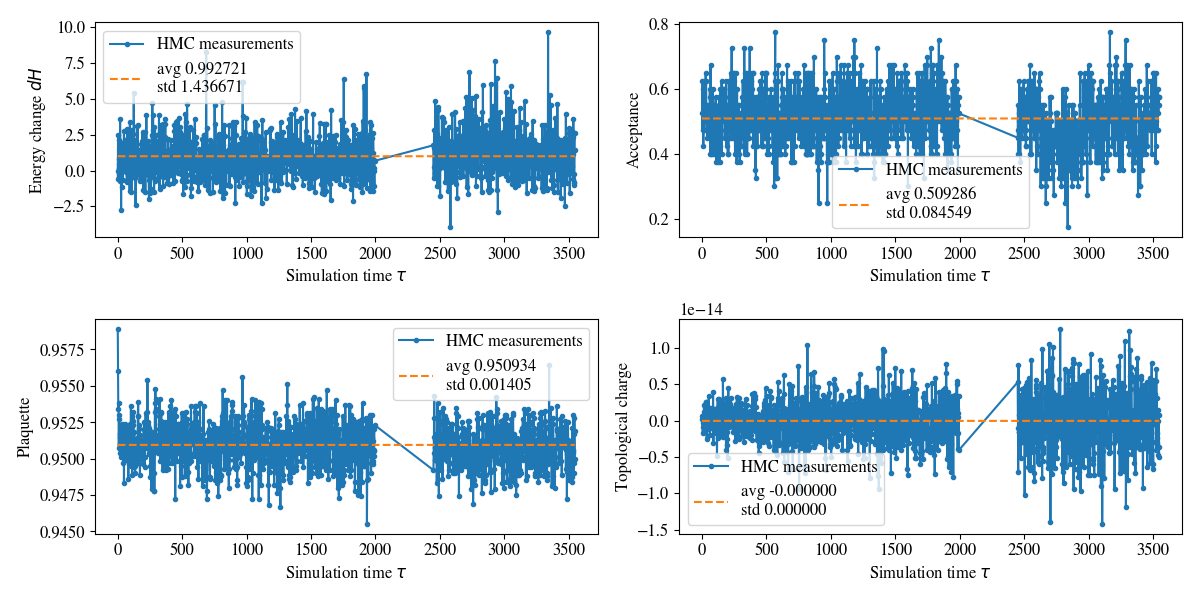 10.0
7.5
5.0
2.5
0.0
−2.5
Energy change dH
HMC measurements
avg 0.992721
std 1.436671
0 500 1000 1500 2000 2500 3000 3500
Simulation time τ
0.8
0.6
0.4
0.2
Acceptance
HMC measurements
avg 0.509286
std 0.084549
0 500 1000 1500 2000 2500 3000 3500
Simulation time τ
0.9575
0.9550
0.9525
0.9500
0.9475
0.9450
Plaquette
HMC measurements
avg 0.950934
std 0.001405
0 500 1000 1500 2000 2500 3000 3500
Simulation time τ
1e−14
1.0
0.5
0.0
−0.5
−1.0
−1.5
Topological charge
HMC measurements
avg -0.000000
std 0.000000
0 500 1000 1500 2000 2500 3000 3500
Simulation time τ